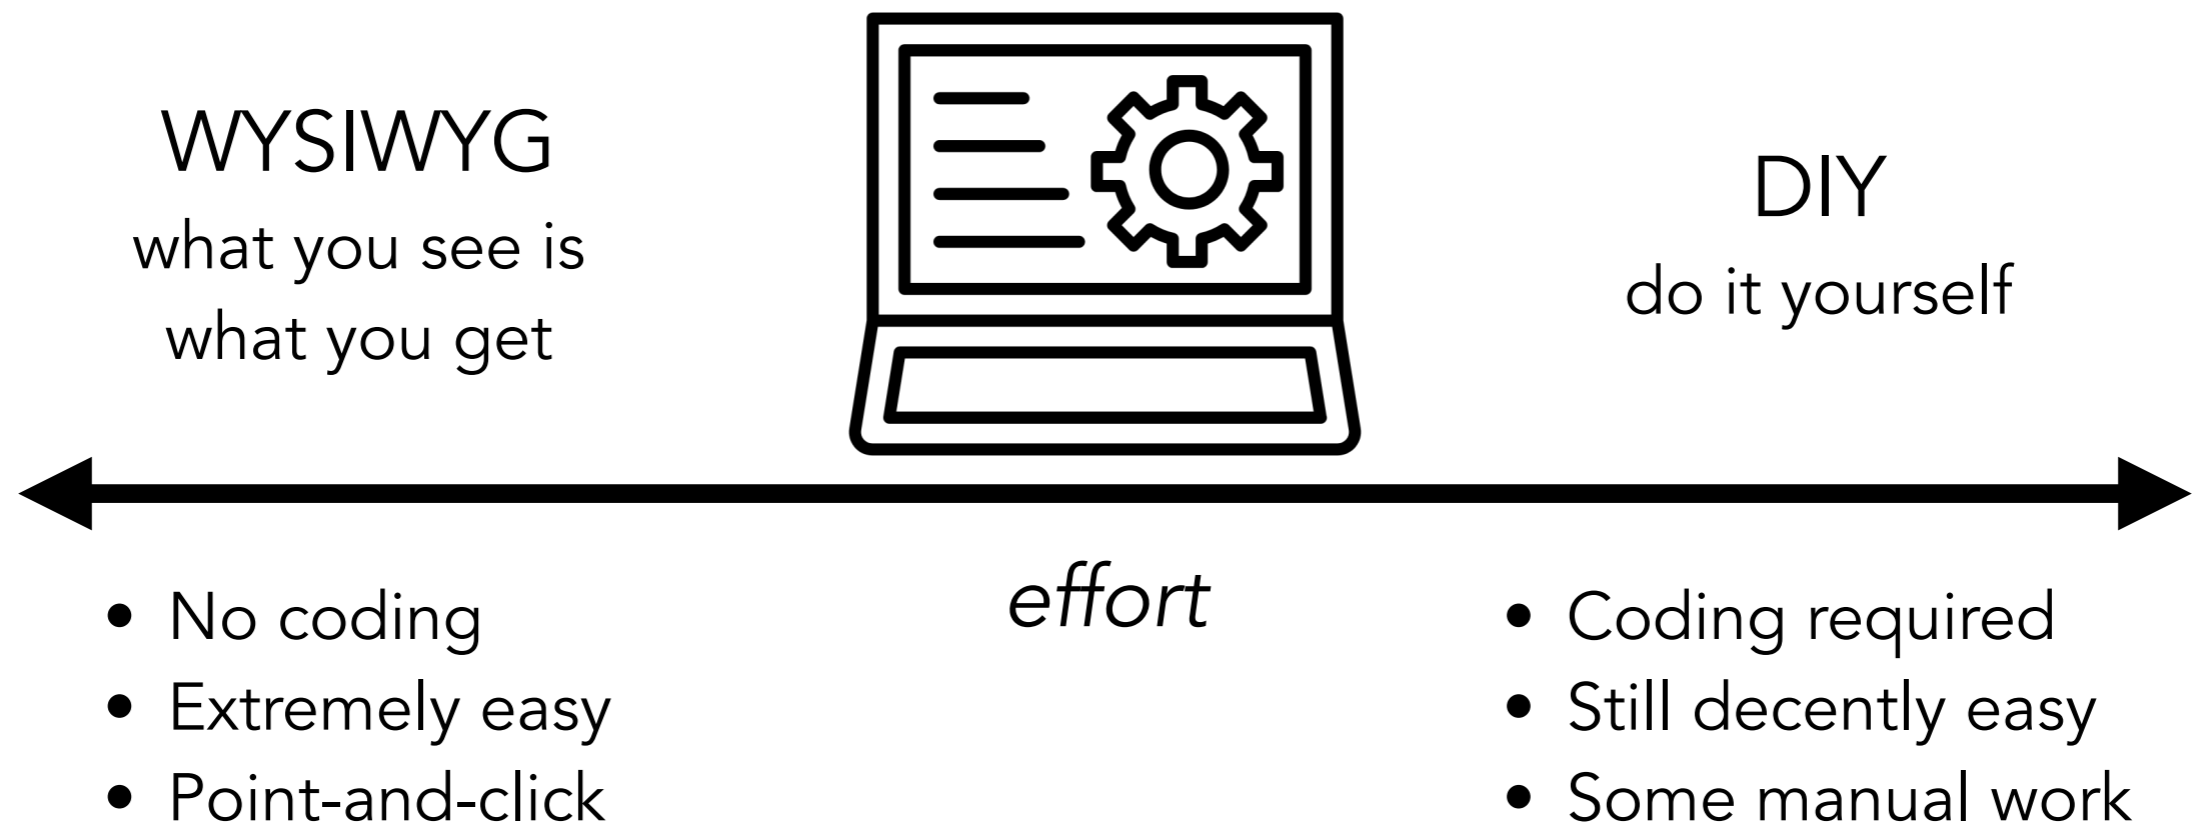 WYSIWYG
what you see is
what you get
DIY
do it yourself
effort
• No coding
• Extremely easy
• Point-and-click
• Coding required
• Still decently easy
• Some manual work